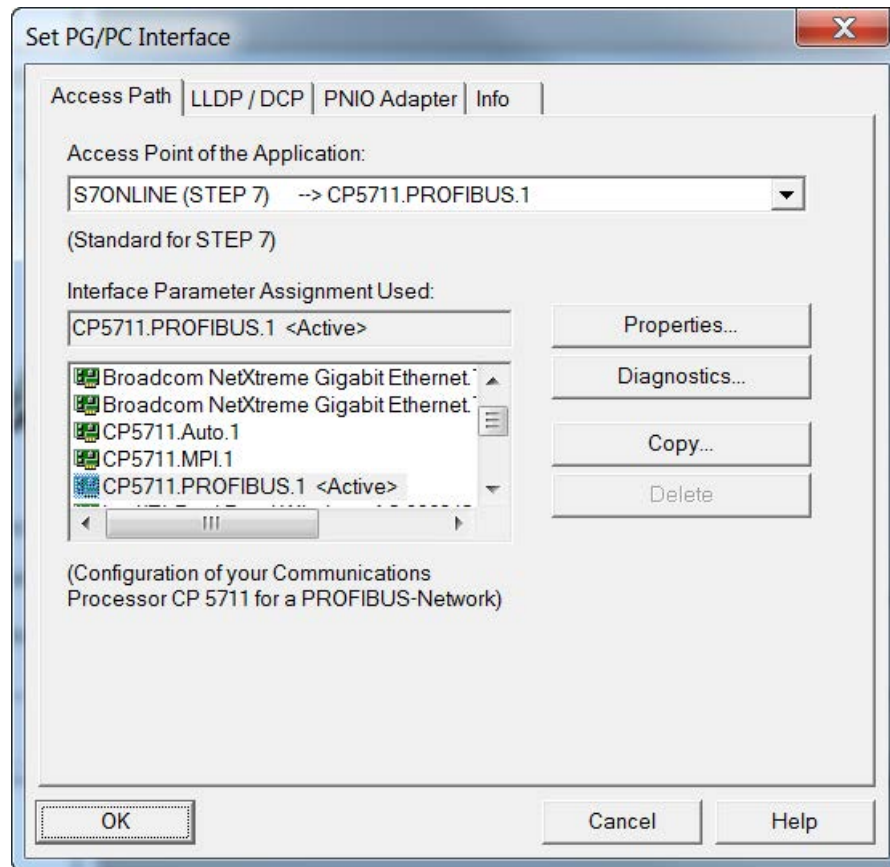 Set PG/PC Interface
Access Path
LLDP / DCP
PNIO Adapter
Info
Access Point of the Application:
S7ONLINE (STEP 7) --> CP5711.PROFIBUS.1
(Standard for STEP 7)
Interface Parameter Assignment Used:
CP5711.PROFIBUS.1 <Active>
Properties...
Broadcom NetXtreme Gigabit Ethernet.
Broadcom NetXtreme Gigabit Ethernet.
CP5711.Auto.1
CP5711.MPI.1
CP5711.PROFIBUS.1 <Active>
Diagnostics...
Copy...
Delete
(Configuration of your Communications
Processor CP 5711 for a PROFIBUS-Network)
OK
Cancel
Help